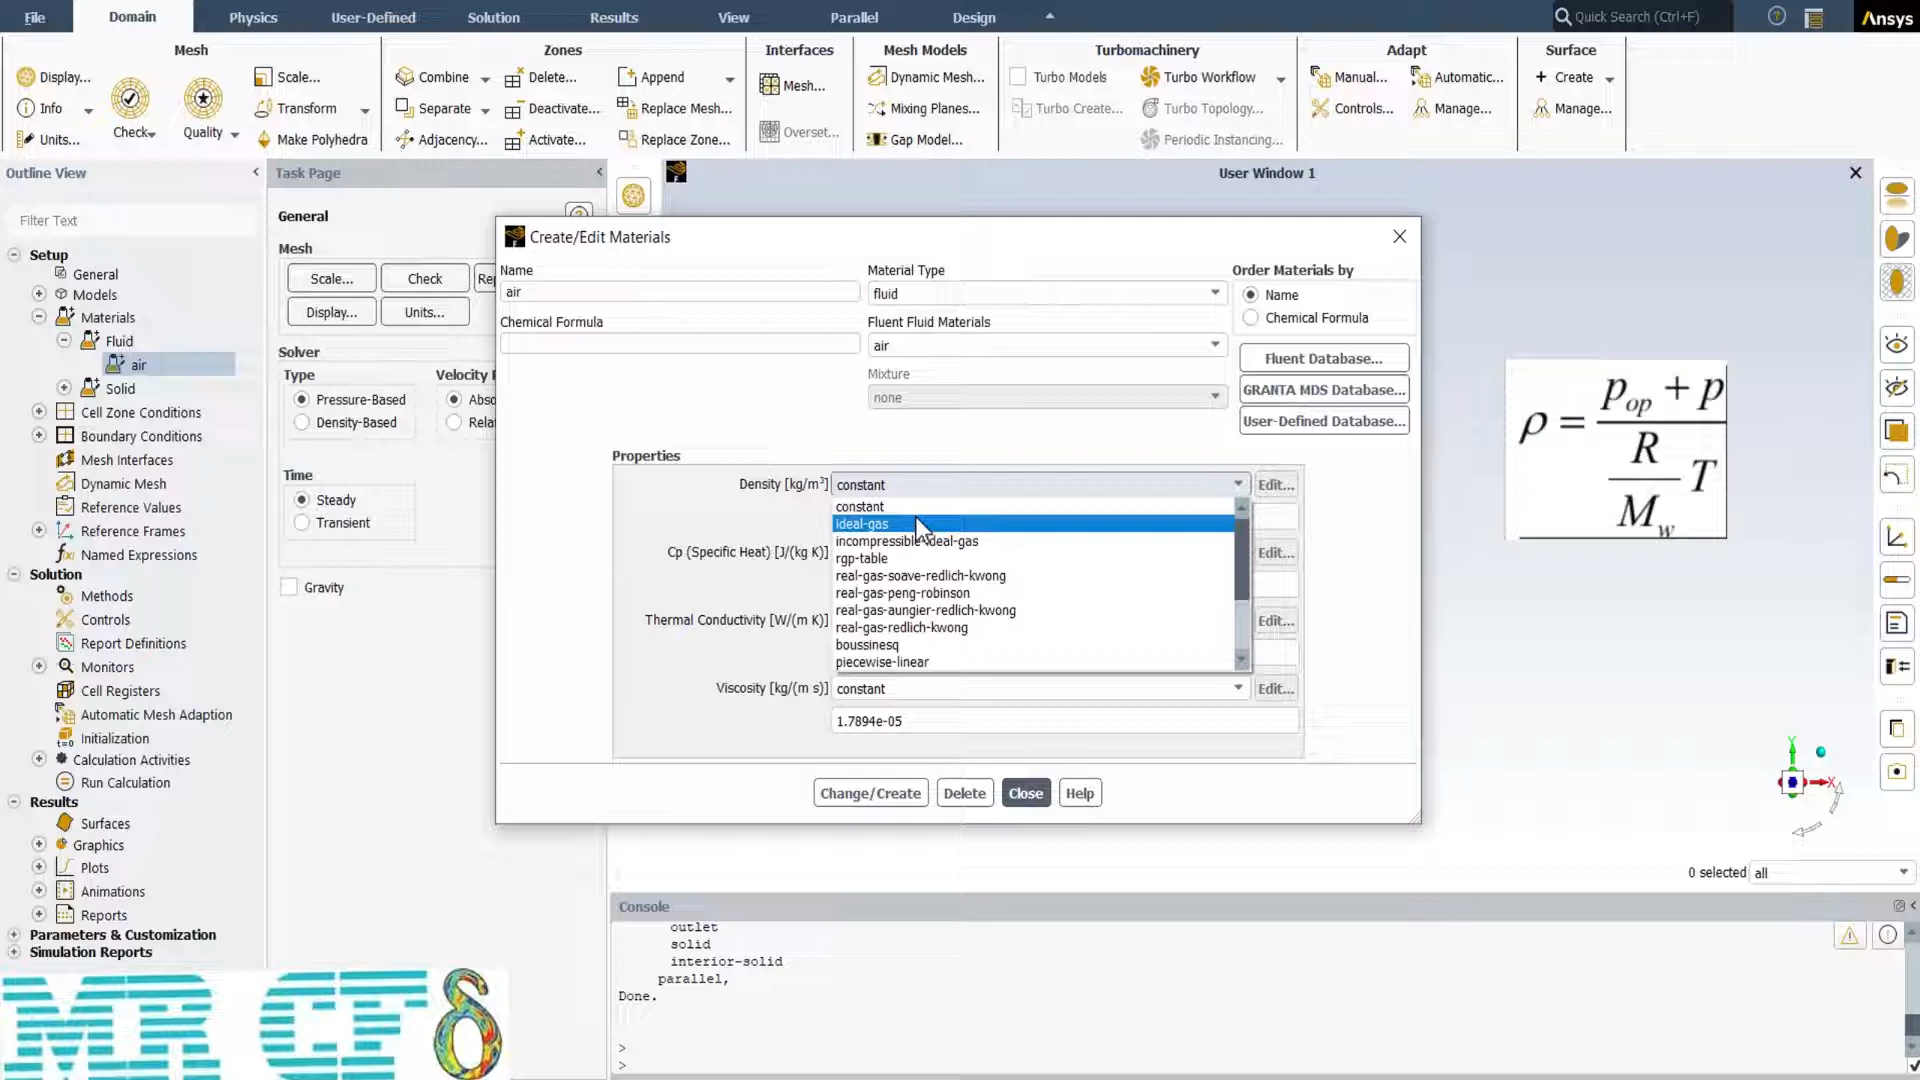 File Domain Physics User-Defined Solution Results View Parallel Design Quick Search (Ctrl+F) Ansys
Mesh Zones Interfaces Mesh Models Turbomachinery Adapt Surface
Display... Scale... Combine Delete... Append Mesh... Dynamic Mesh... Turbo Models Turbo Workflow Manual... Automatic... + Create
Info Check Quality Transform Separate Deactivate... Replace Mesh... Mixing Planes... Turbo Create... Turbo Topology... Controls... Manage... Manage...
Units... Make Polyhedra Adjacency... Activate... Replace Zone... Overset... Gap Model... Periodic Instancing...
Outline View
Filter Text
Setup
General
Models
Materials
Fluid
air
Solid
Cell Zone Conditions
Boundary Conditions
Mesh Interfaces
Dynamic Mesh
Reference Values
Reference Frames
Named Expressions
Solution
Methods
Controls
Report Definitions
Monitors
Cell Registers
Automatic Mesh Adaption
Initialization
Calculation Activities
Run Calculation
Results
Surfaces
Graphics
Plots
Animations
Reports
Parameters & Customization
Simulation Reports
Task Page
General
Mesh
Scale... Check
Display... Units...
Solver
Type
Pressure-Based
Density-Based
Time
Steady
Transient
Gravity
User Window 1
Create/Edit Materials
Name
air
Chemical Formula
Material Type
fluid
Fluent Fluid Materials
air
Mixture
none
Order Materials by
Name
Chemical Formula
Fluent Database...
GRANTA MDS Database...
User-Defined Database...
Properties
Density [kg/m³] constant Edit...
constant
ideal-gas
incompressible-ideal-gas
rgp-table
real-gas-soave-redlich-kwong
real-gas-peng-robinson
real-gas-aungier-redlich-kwong
real-gas-redlich-kwong
boussinesq
piecewise-linear
Cp (Specific Heat) [J/(kg K)] Edit...
Thermal Conductivity [W/(m K)] Edit...
Viscosity [kg/(m s)] constant Edit...
1.7894e-05
Change/Create Delete Close Help
ρ = (p_op + p) / ((R / M_w) T)
Y
X
0 selected all
Console
outlet
solid
interior-solid
parallel,
Done.
>
>
MR CFδ